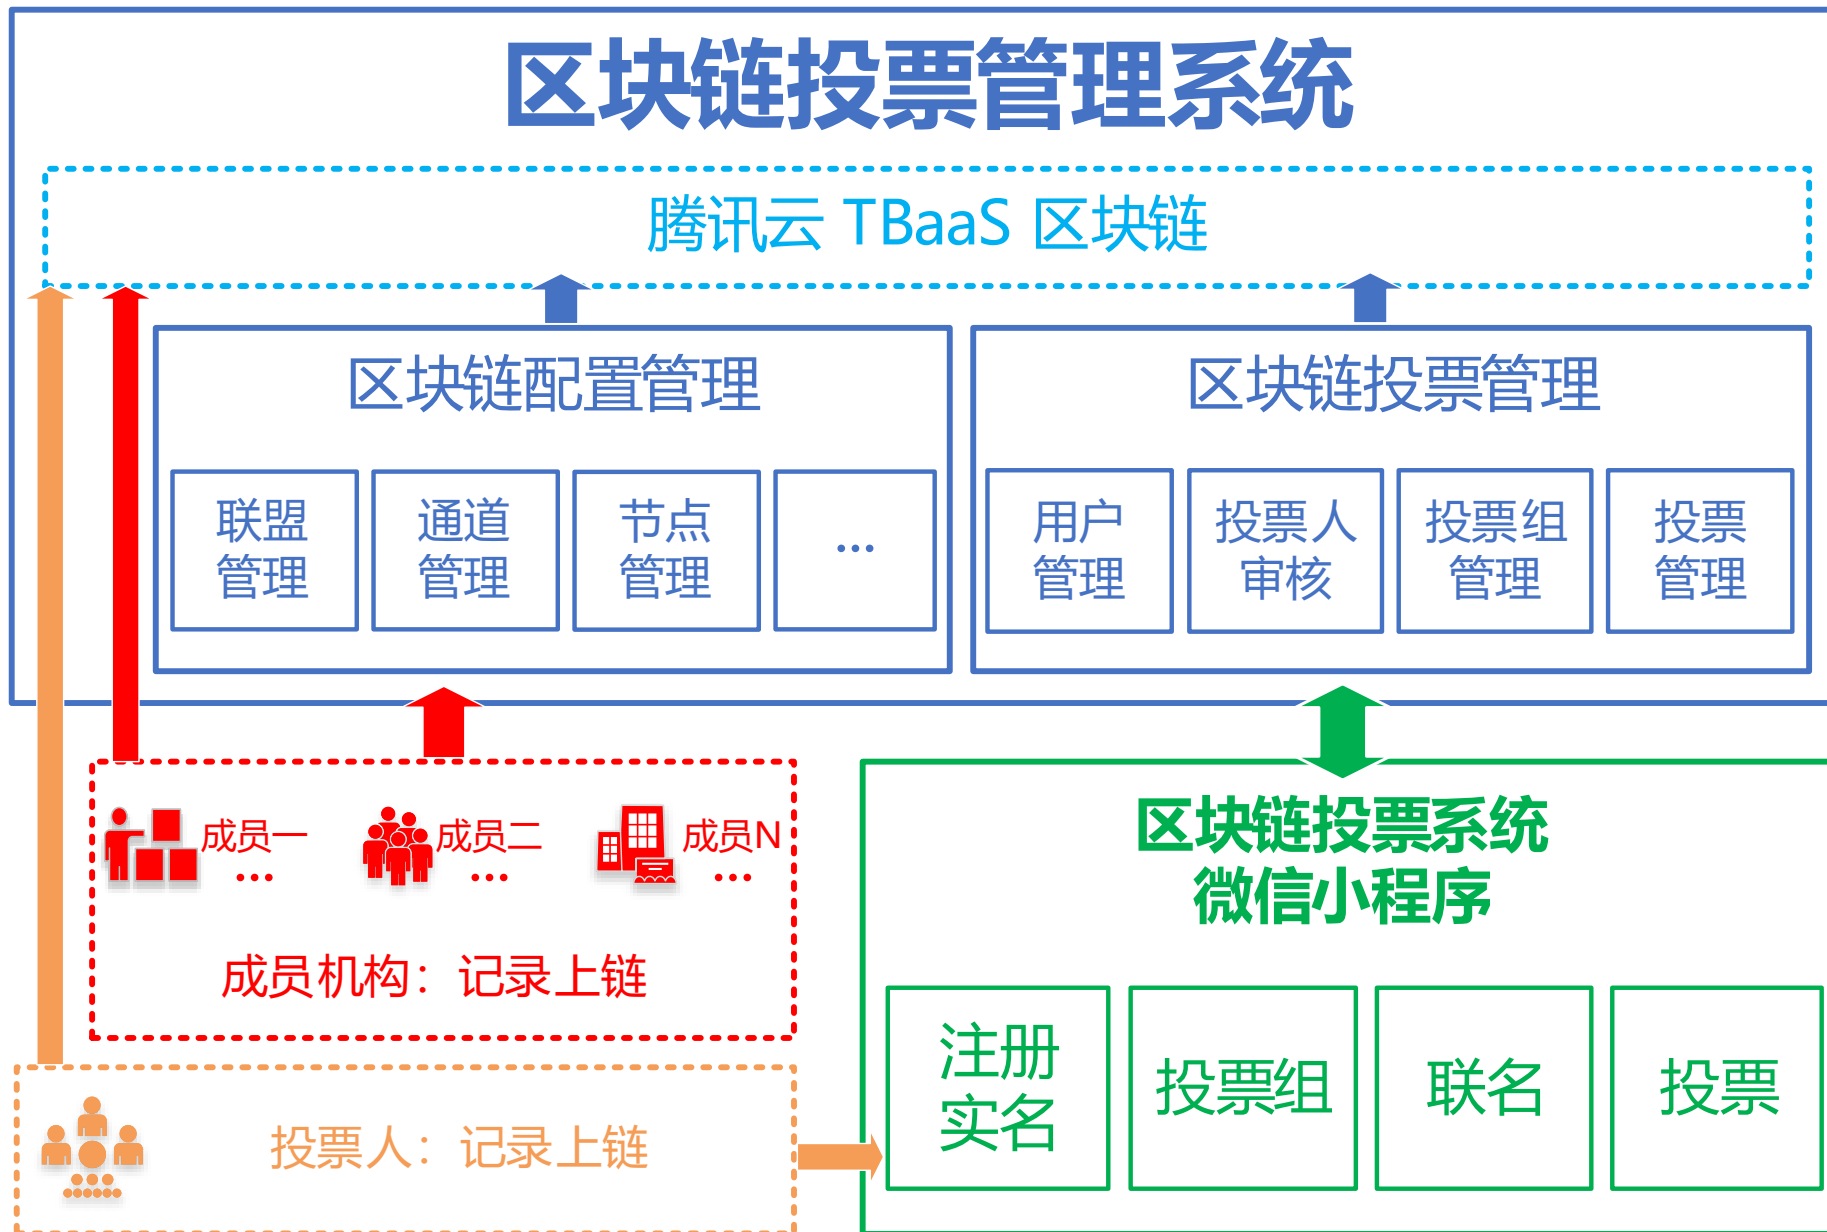 区块链投票管理系统
腾讯云 TBaaS 区块链
区块链配置管理
区块链投票管理
联盟
管理
通道
管理
节点
管理
...
用户
管理
投票人
审核
投票组
管理
投票
管理
成员一
...
成员二
...
成员N
...
成员机构：记录上链
投票人：记录上链
区块链投票系统
微信小程序
注册
实名
投票组
联名
投票